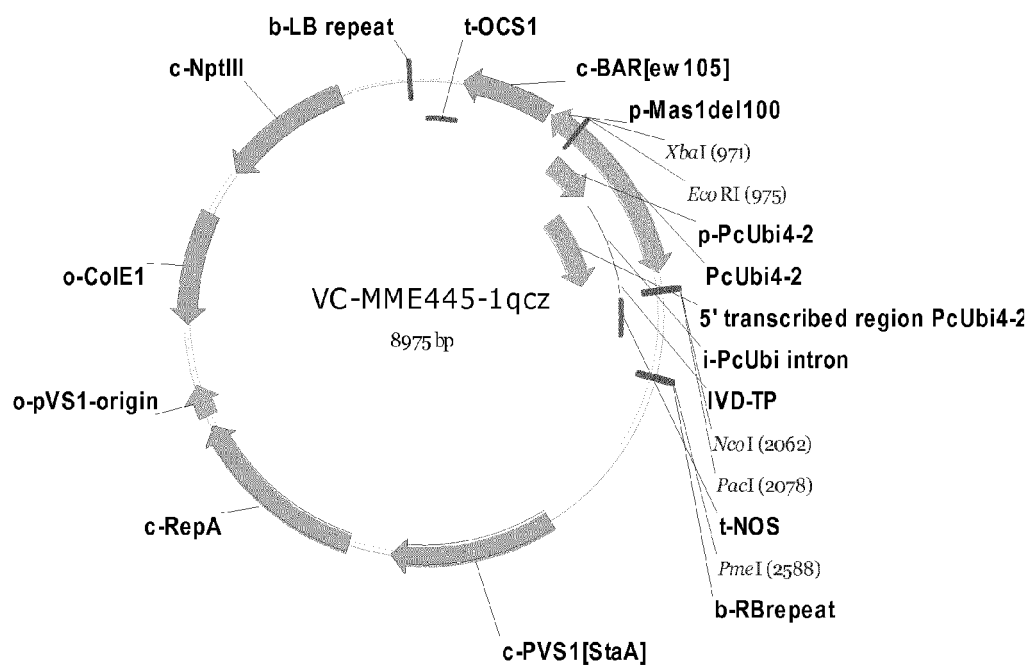 b-LB repeat
t-OCS1
c-NptIII
c-BAR[ew105]
p-Mas1del100
XbaI (971)
EcoRI (975)
p-PcUbi4-2
PcUbi4-2
o-ColE1
VC-MME445-1qcz
8975 bp
5' transcribed region PcUbi4-2
i-PcUbi intron
IVD-TP
o-pVS1-origin
NcoI (2062)
PacI (2078)
c-RepA
t-NOS
PmeI (2588)
b-RBrepeat
c-PVS1[StaA]